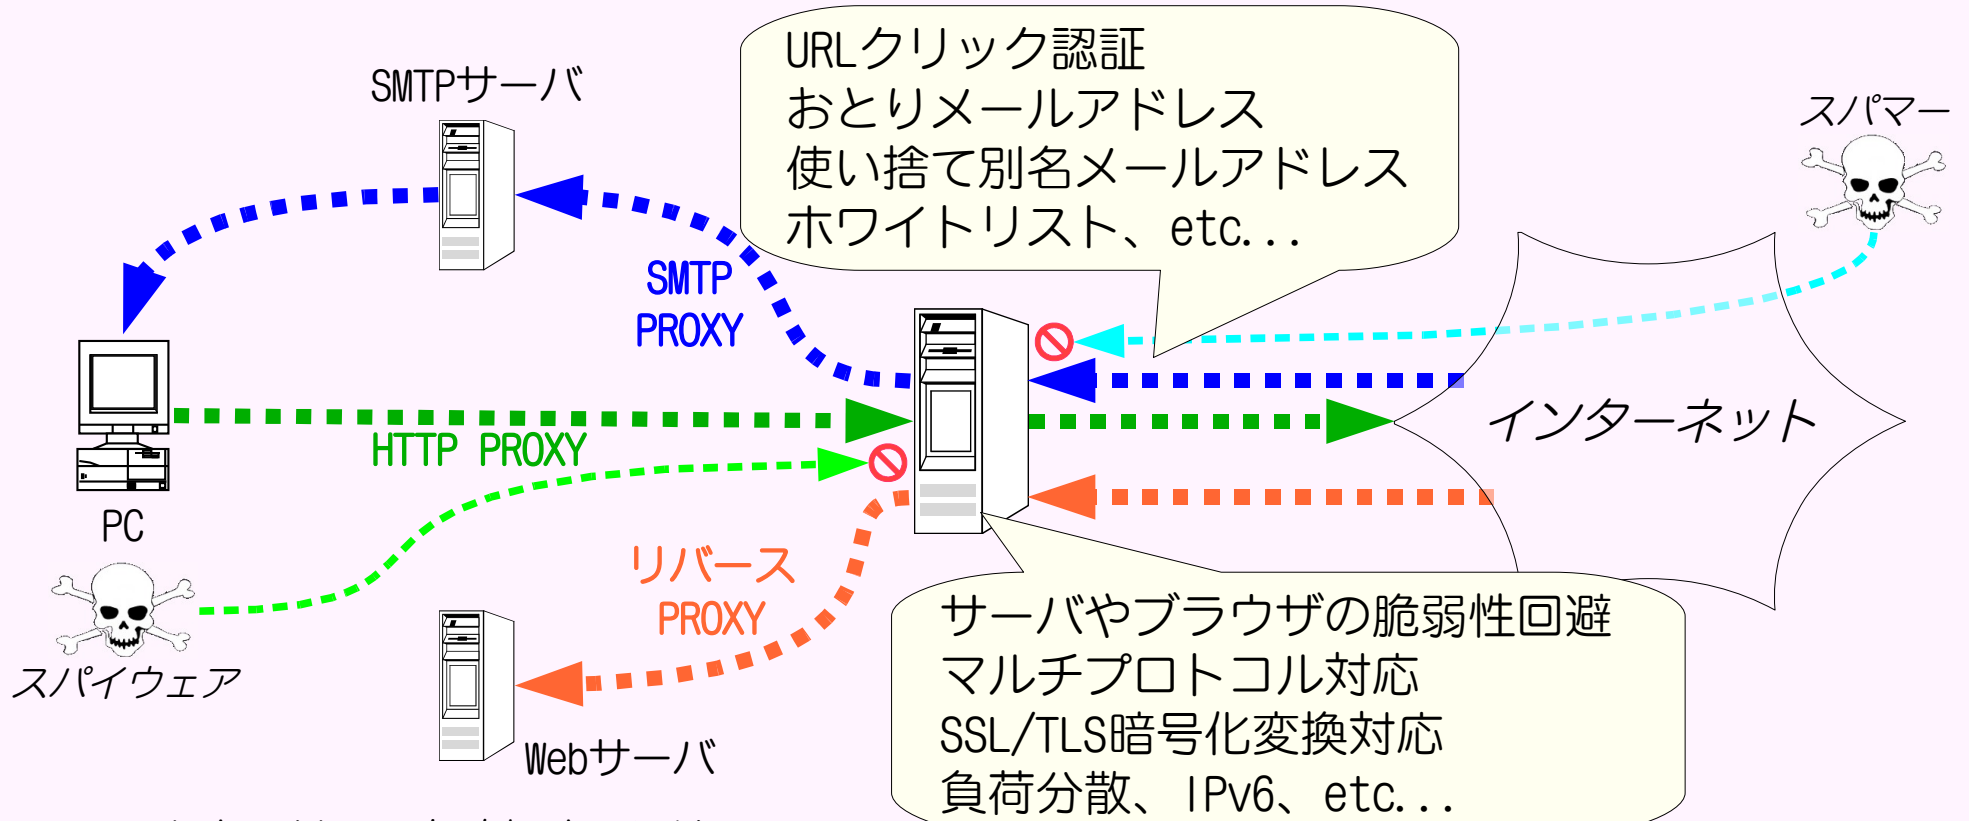 URLクリック認証
おとりメールアドレス
使い捨て別名メールアドレス
ホワイトリスト、etc...
SMTPサーバ
スパマー
SMTP
PROXY
インターネット
HTTP PROXY
PC
リバース
PROXY
スパイウェア
Webサーバ
サーバやブラウザの脆弱性回避
マルチプロトコル対応
SSL/TLS暗号化変換対応
負荷分散、IPv6、etc...